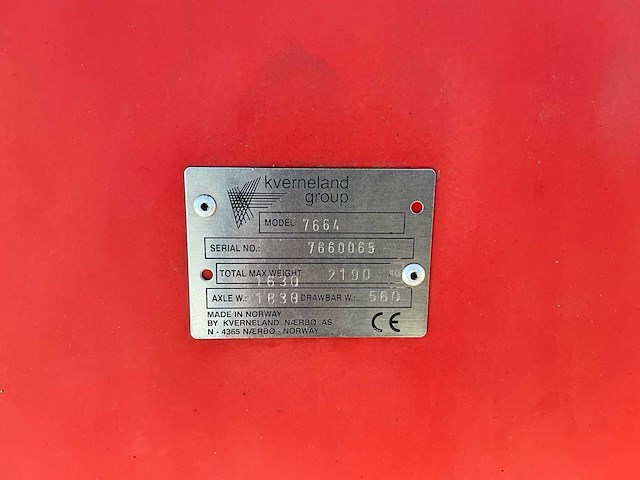 kverneland
group
MODEL: 7664
SERIAL NO.: 7660065
TOTAL MAX WEIGHT: 2190
1630
AXLE W.: DRAWBAR W.: 560
MADE IN NORWAY
BY KVERNELAND NÆRBØ AS
N - 4365 NÆRBØ - NORWAY
CE